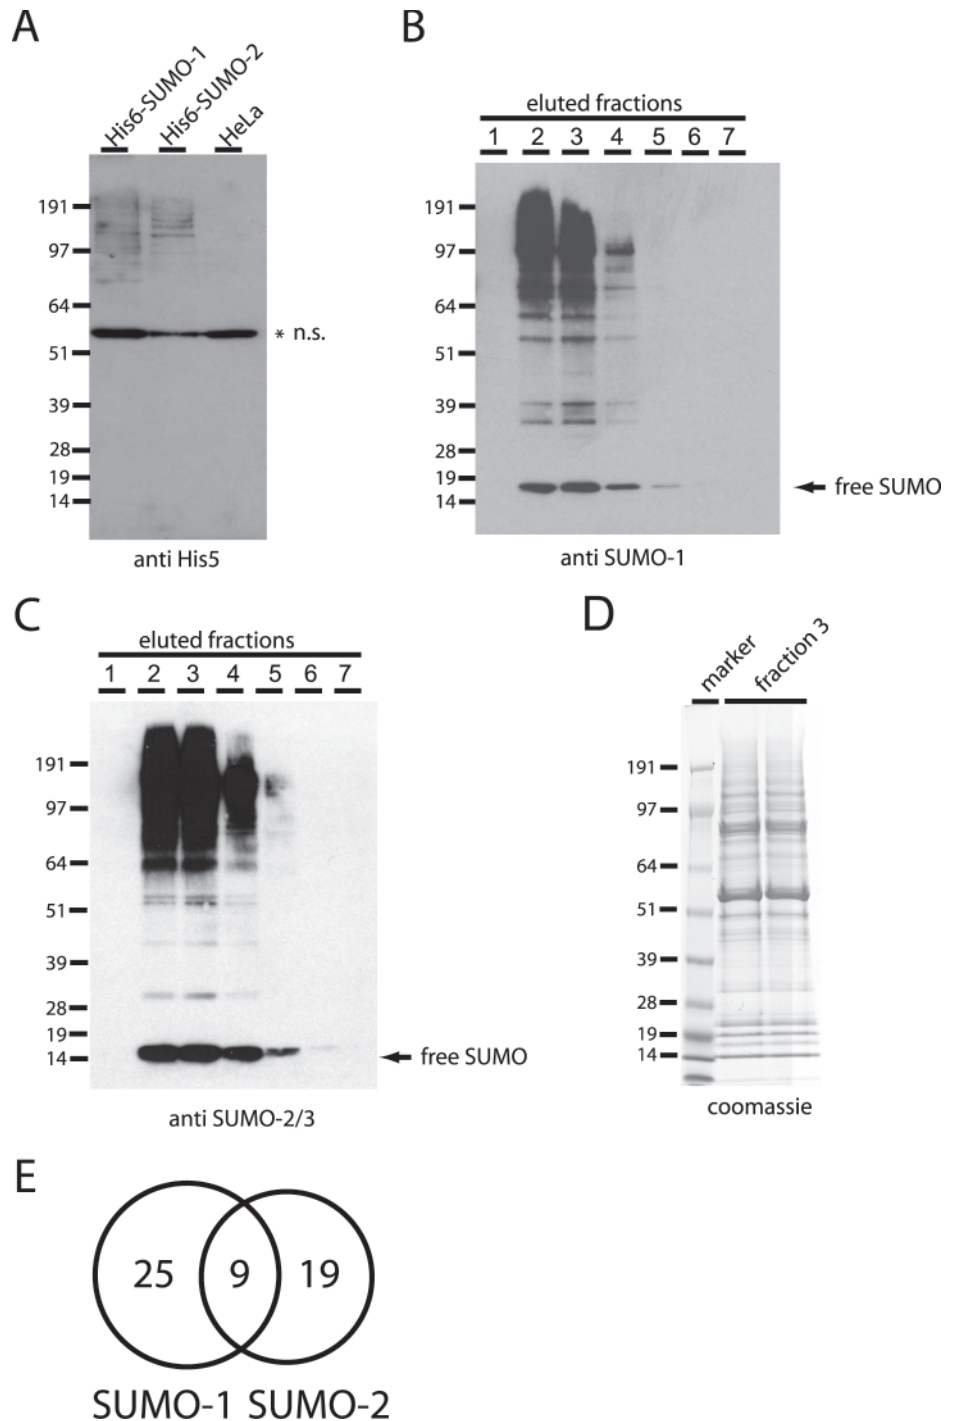 A
His6-SUMO-1
His6-SUMO-2
HeLa
191
97
64
51
39
28
19
14
* n.s.
anti His5
B
eluted fractions
1 2 3 4 5 6 7
191
97
64
51
39
28
19
14
free SUMO
anti SUMO-1
C
eluted fractions
1 2 3 4 5 6 7
191
97
64
51
39
28
19
14
free SUMO
anti SUMO-2/3
D
marker
fraction 3
191
97
64
51
39
28
19
14
coomassie
E
25 9 19
SUMO-1 SUMO-2